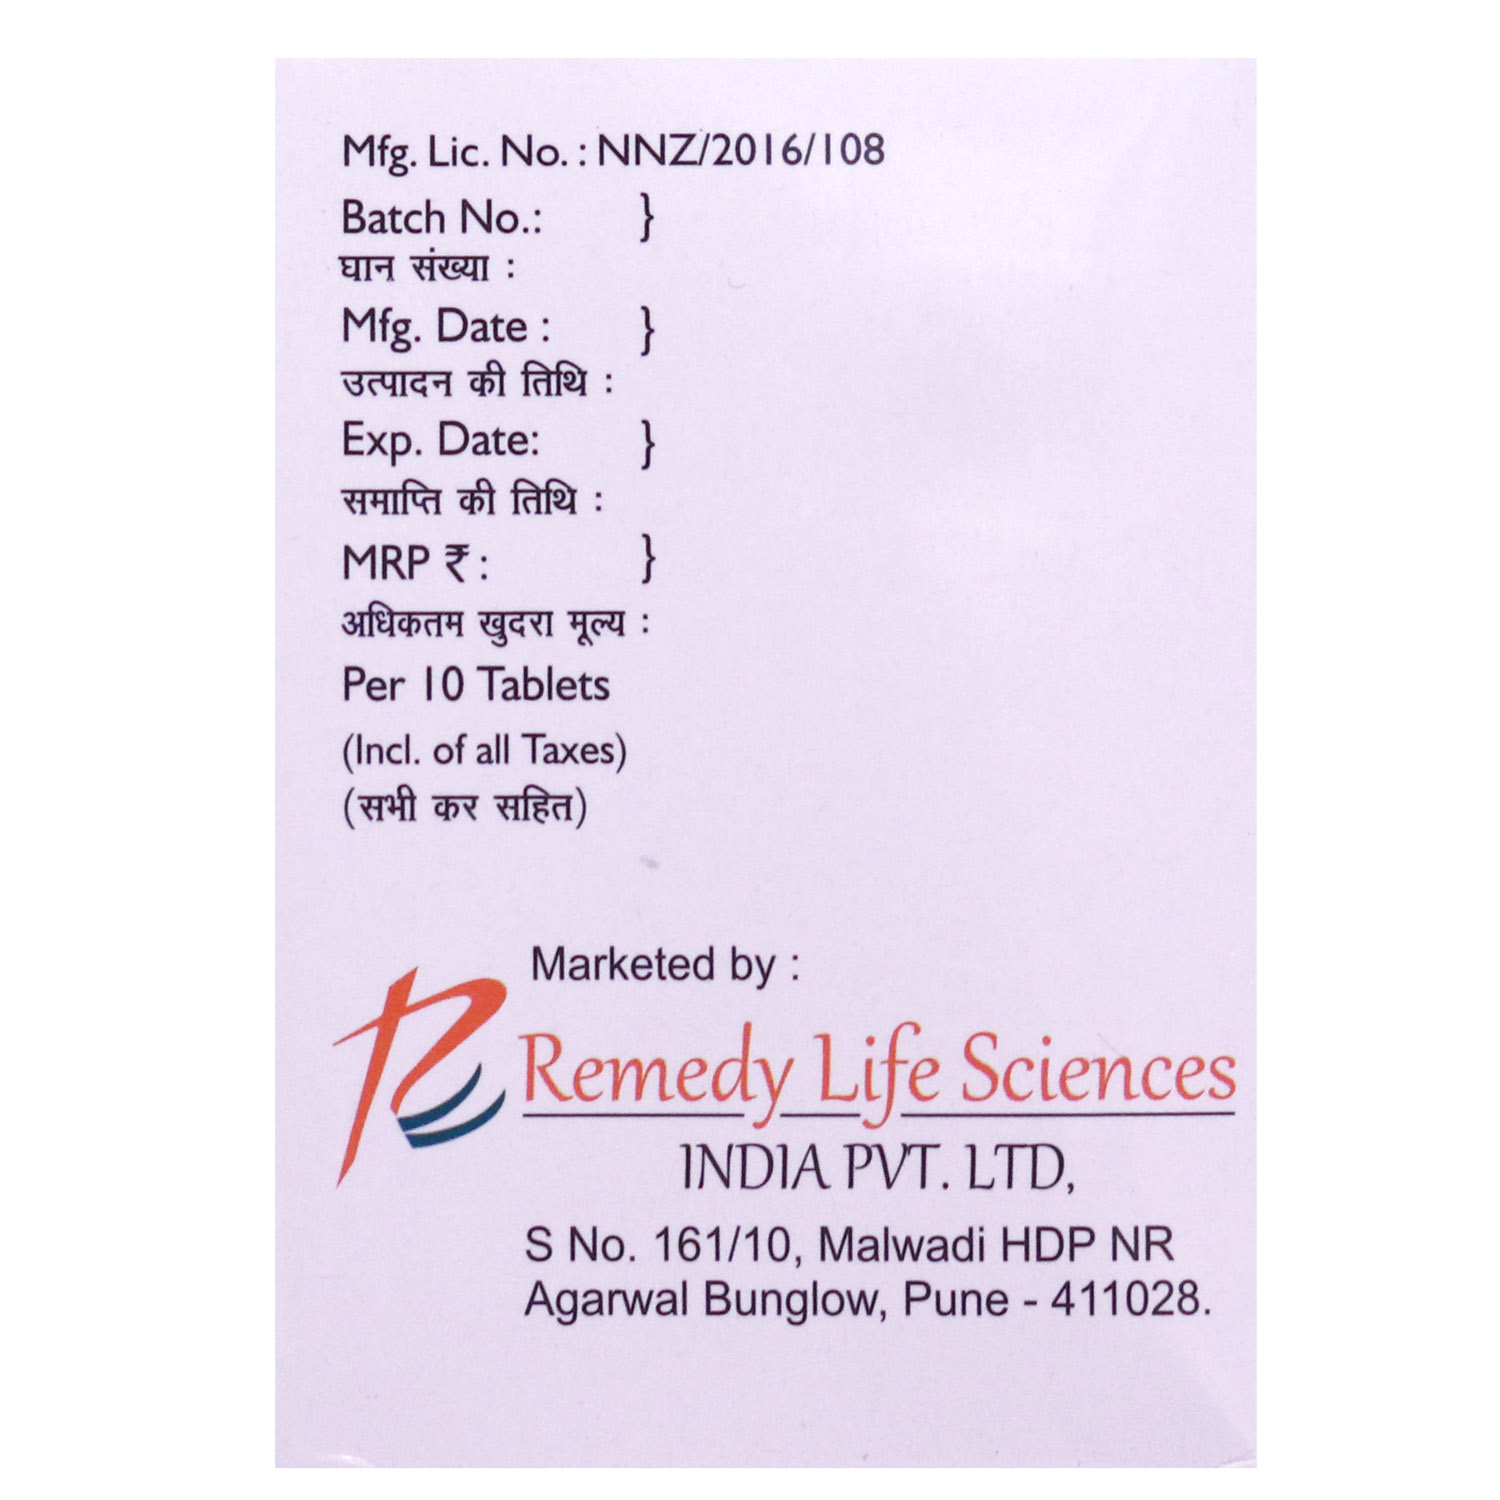 Mfg. Lic. No. : NNZ/2016/108
Batch No.: }
घान संख्या :
Mfg. Date : }
उत्पादन की तिथि :
Exp. Date: }
समाप्ति की तिथि :
MRP ₹ : }
अधिकतम खुदरा मूल्य :
Per 10 Tablets
(Incl. of all Taxes)
(सभी कर सहित)
Marketed by :
Remedy Life Sciences
INDIA PVT. LTD,
S No. 161/10, Malwadi HDP NR
Agarwal Bunglow, Pune - 411028.